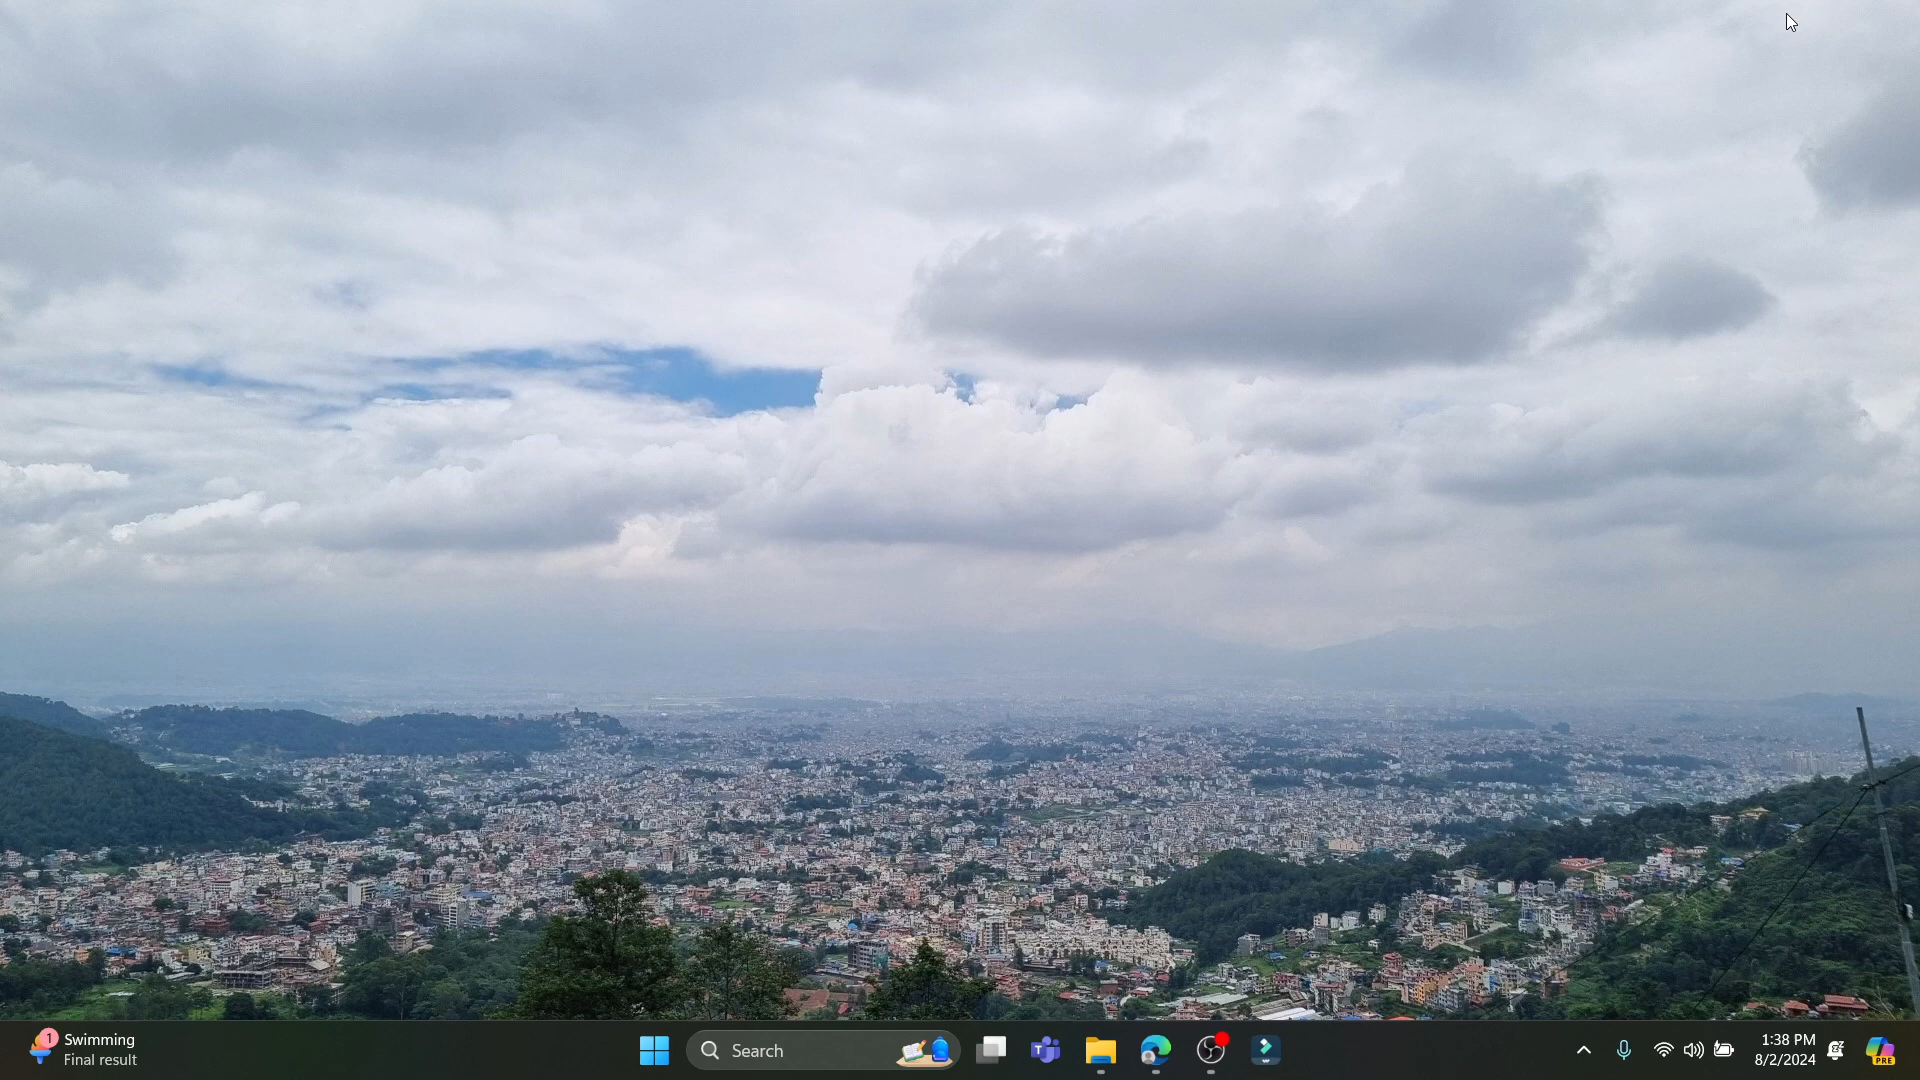 1
Swimming
Final result
Search
T
1:38 PM
8/2/2024
PRE